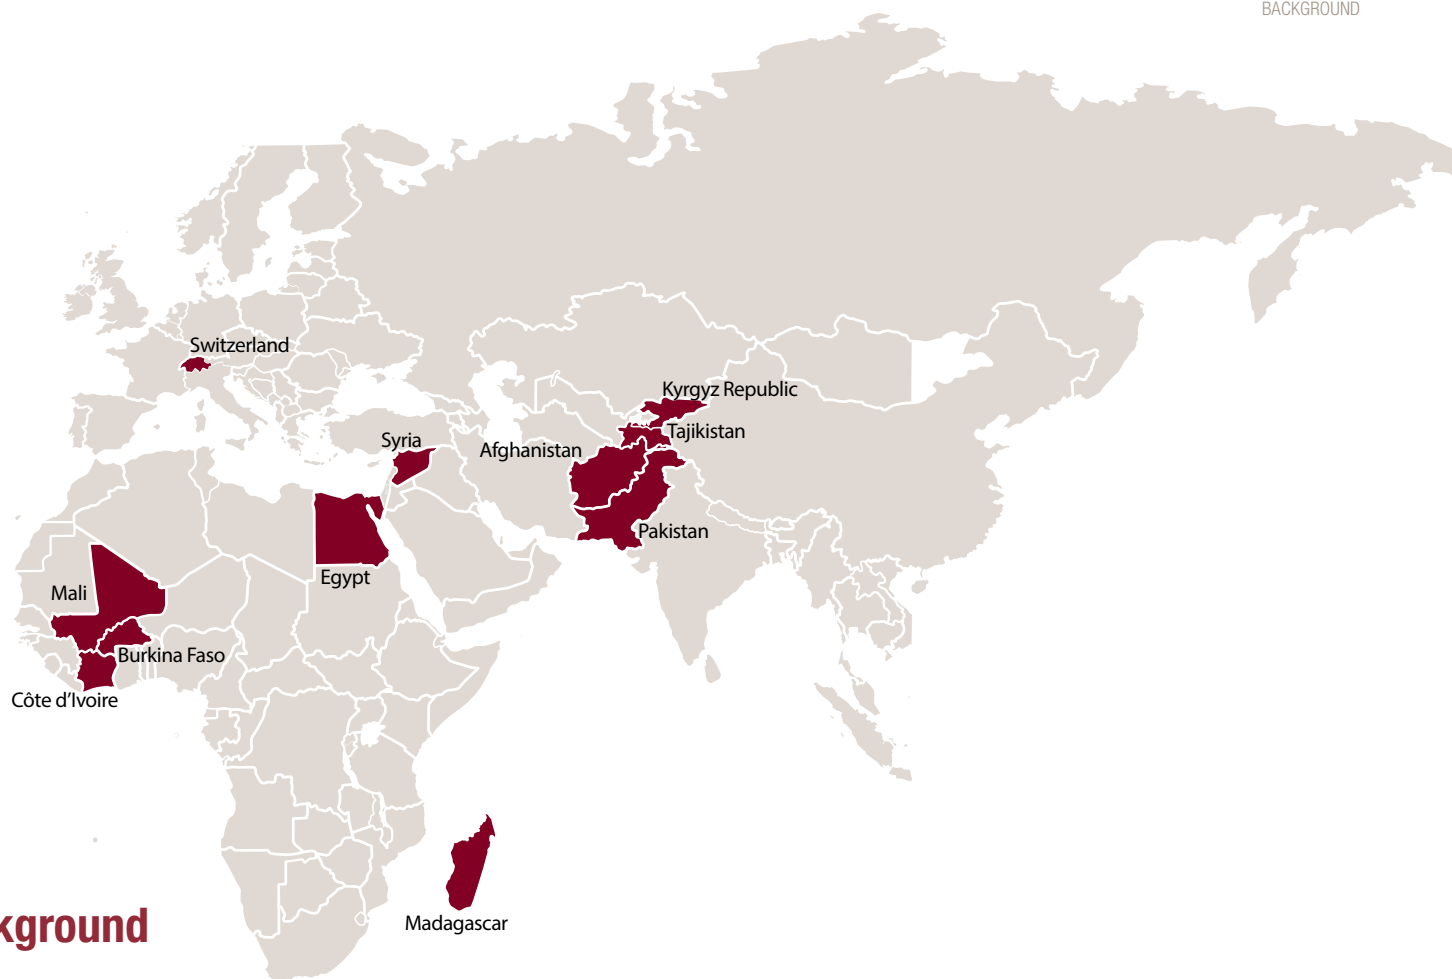 BACKGROUND
Switzerland
Kyrgyz Republic
Tajikistan
Syria
Afghanistan
Pakistan
Egypt
Mali
Burkina Faso
Côte d’Ivoire
Madagascar
kground